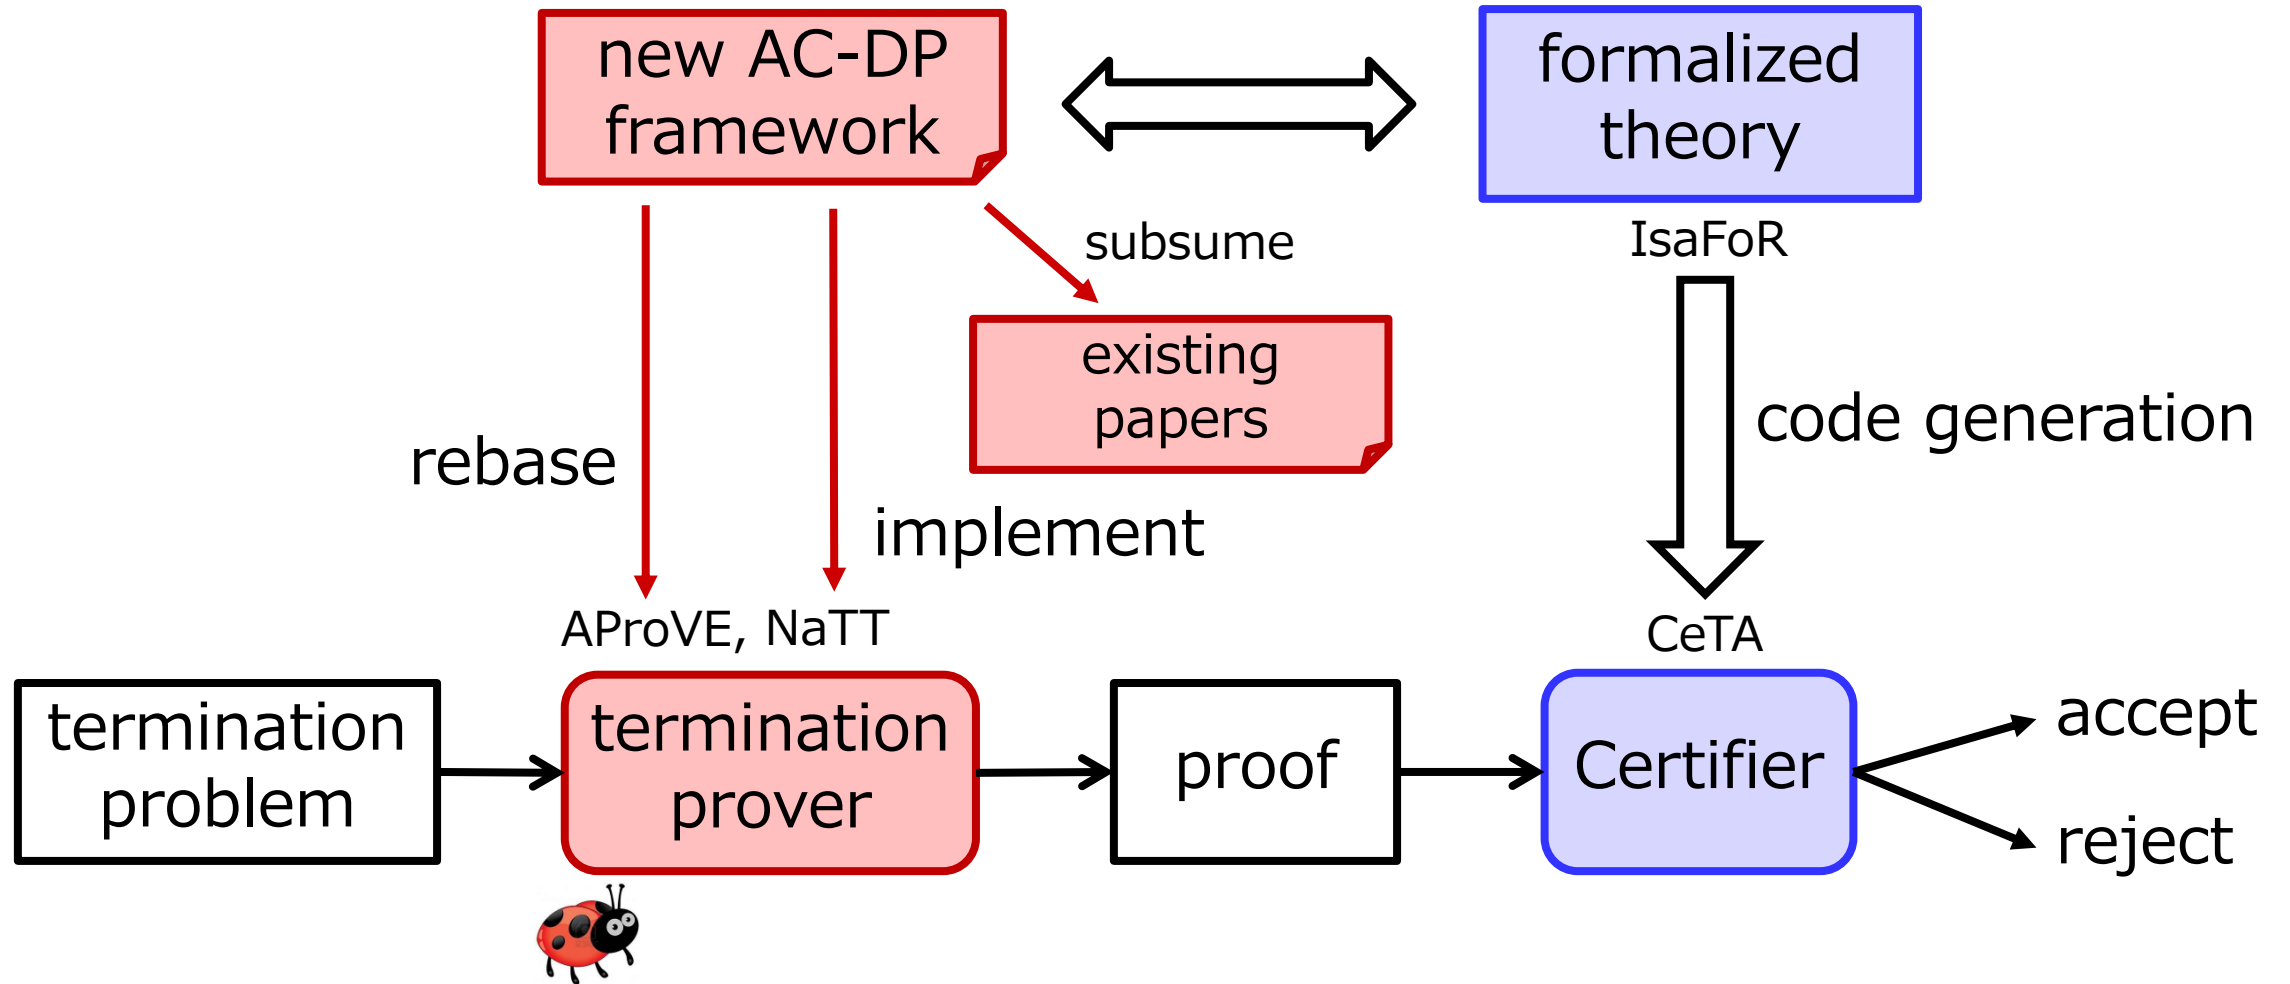 new AC-DP
framework
formalized
theory
subsume
IsaFoR
existing
papers
code generation
rebase
implement
AProVE, NaTT
CeTA
termination
problem
termination
prover
proof
Certifier
accept
reject